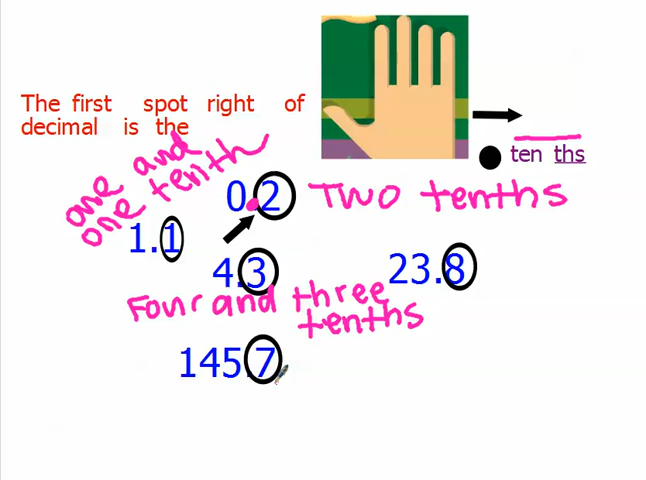 The first spot right of
decimal is the
ten ths
one and
one tenith
0.2 Two tenths
1.1
4.3
23.8
Four and three
tenths
145.7